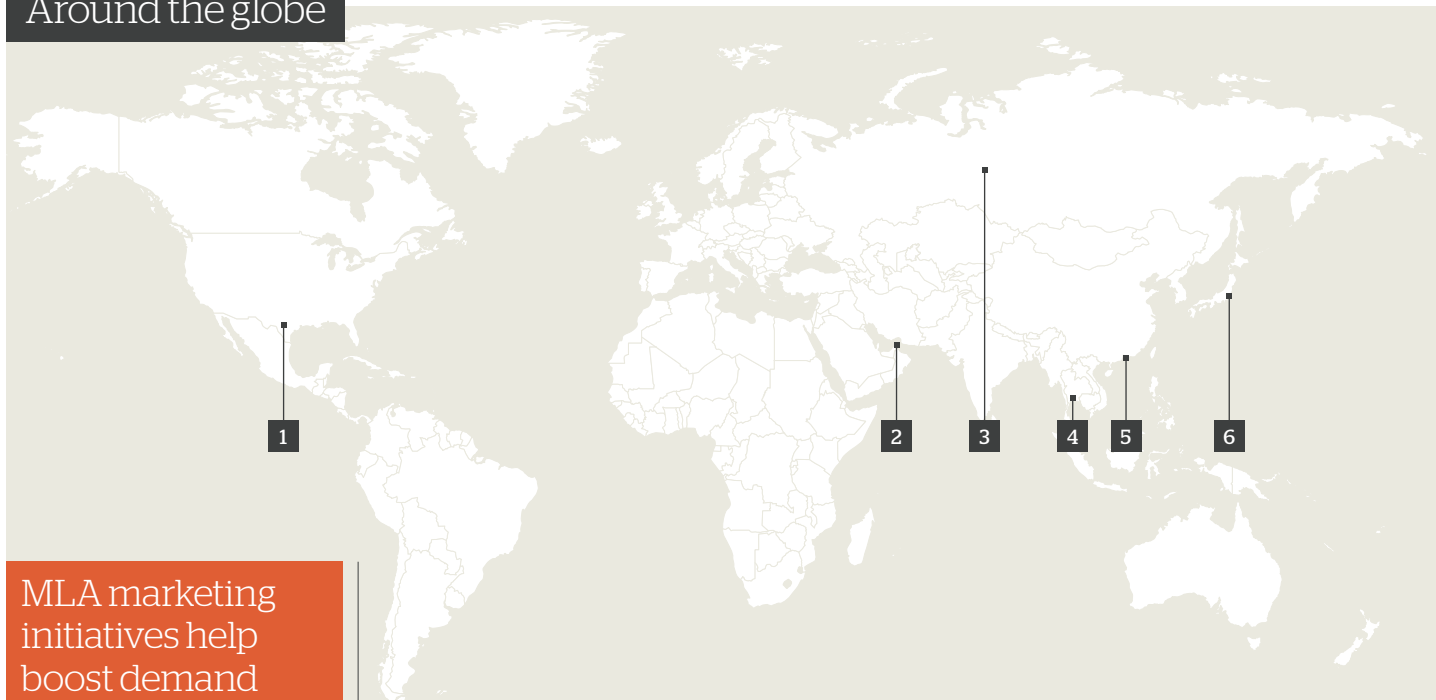 Around the globe
1
2
3
4
5
6
MLA marketing
initiatives help
boost demand